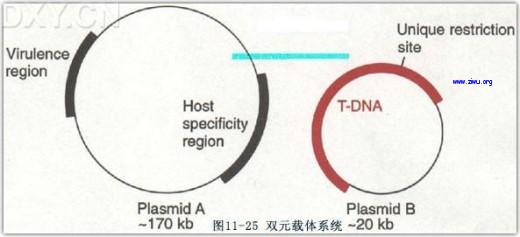 DXY.CN
Virulence
region
Host
specificity
region
Unique restriction
site
www.ziwu.org
T-DNA
Plasmid A
~170 kb
Plasmid B
~20 kb
图11-25 双元载体系统